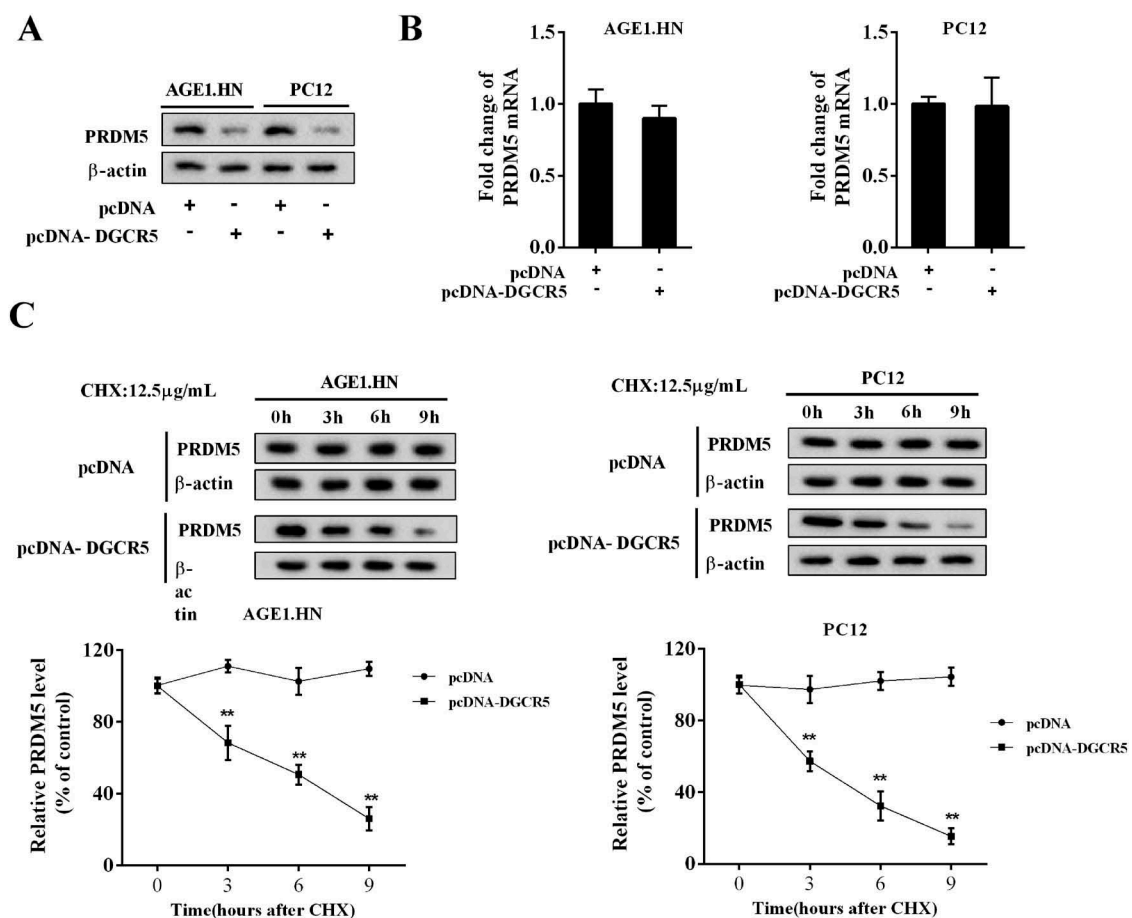 A
AGE1.HN PC12
PRDM5
β-actin
pcDNA + - + -
pcDNA- DGCR5 - + - +
B
AGE1.HN
Fold change of
PRDM5 mRNA
1.5
1.0
0.5
0.0
pcDNA + -
pcDNA-DGCR5 - +
PC12
Fold change of
PRDM5 mRNA
1.5
1.0
0.5
0.0
pcDNA + -
pcDNA-DGCR5 - +
C
CHX:12.5μg/mL
AGE1.HN
0h 3h 6h 9h
pcDNA
PRDM5
β-actin
pcDNA- DGCR5
PRDM5
β-
ac
tin
CHX:12.5μg/mL
PC12
0h 3h 6h 9h
pcDNA
PRDM5
β-actin
pcDNA- DGCR5
PRDM5
β-actin
AGE1.HN
Relative PRDM5 level
(% of control)
120
80
40
0
** ** **
0 3 6 9
Time(hours after CHX)
pcDNA
pcDNA-DGCR5
PC12
Relative PRDM5 level
(% of control)
120
80
40
0
** ** **
0 3 6 9
Time(hours after CHX)
pcDNA
pcDNA-DGCR5